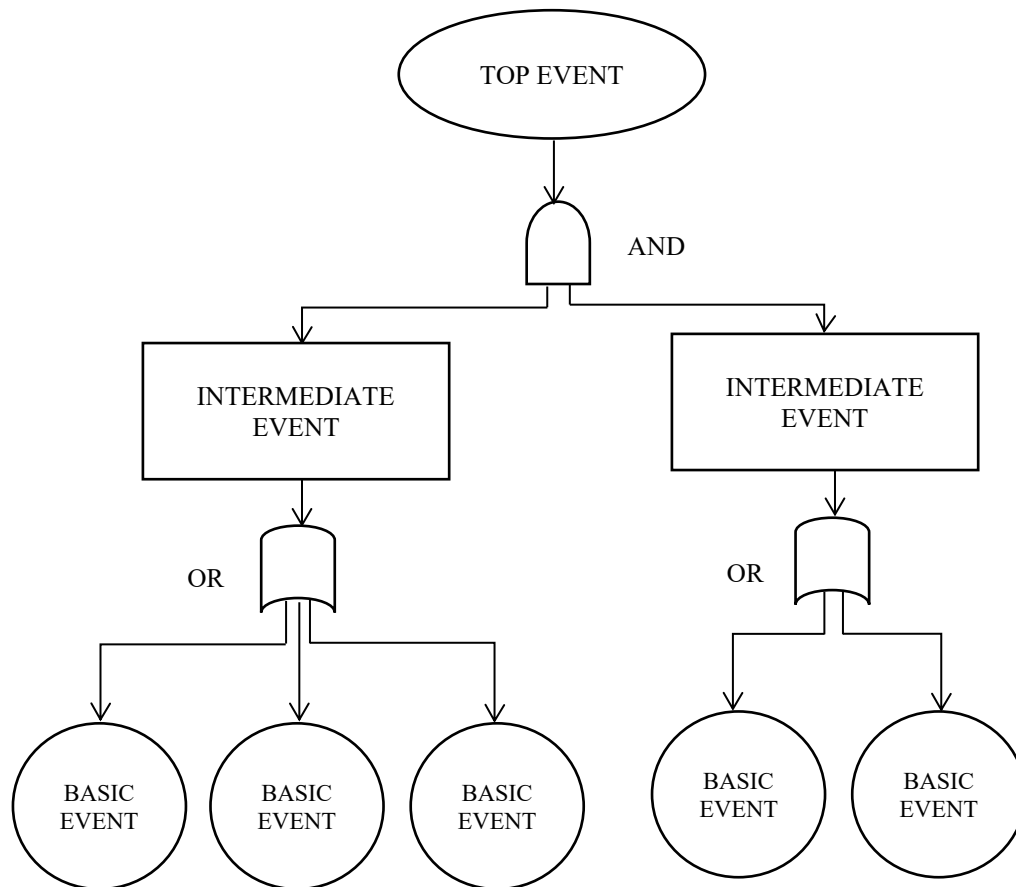 TOP EVENT
AND
INTERMEDIATE
EVENT
INTERMEDIATE
EVENT
OR
OR
BASIC
EVENT
BASIC
EVENT
BASIC
EVENT
BASIC
EVENT
BASIC
EVENT